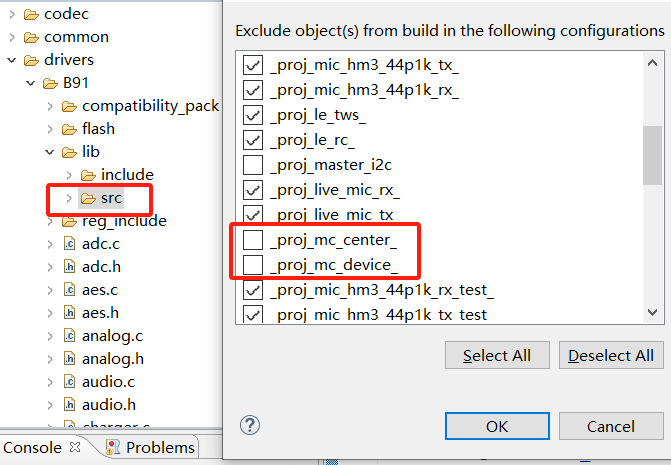 codec
common
drivers
B91
compatibility_pack
flash
lib
include
src
reg_include
adc.c
adc.h
aes.c
aes.h
analog.c
analog.h
audio.c
audio.h
charger.c
Console
Problems
Exclude object(s) from build in the following configurations
_proj_mic_hm3_44p1k_tx_
_proj_mic_hm3_44p1k_rx_
_proj_le_tws_
_proj_le_rc_
_proj_master_i2c
_proj_live_mic_rx_
_proj_live_mic_tx
_proj_mc_center_
_proj_mc_device_
_proj_mic_hm3_44p1k_rx_test_
_proj_mic_hm3_44p1k_tx_test
Select All
Deselect All
?
OK
Cancel